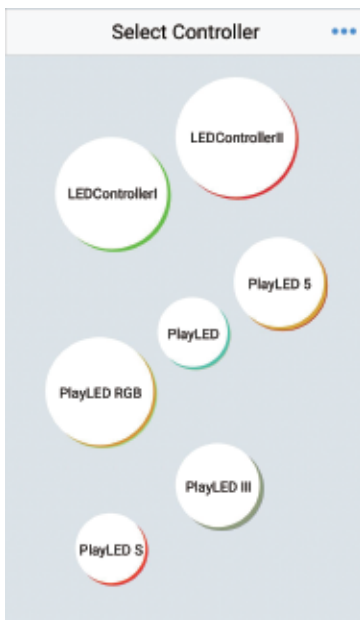 Select Controller
LEDControllerII
LEDControllerI
PlayLED 5
PlayLED
PlayLED RGB
PlayLED III
PlayLED S